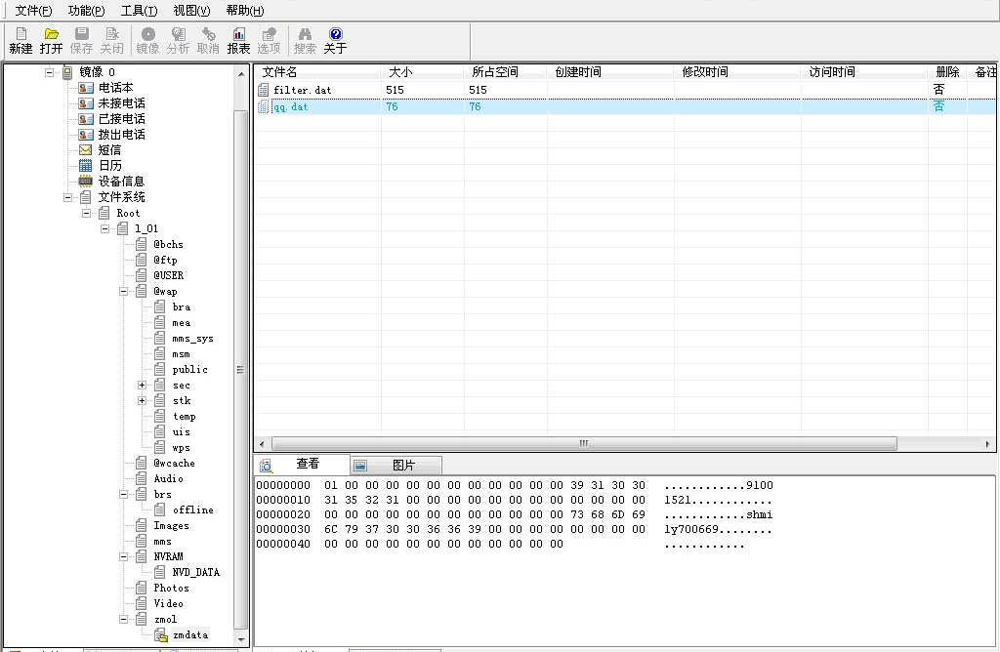 文件(F) 功能(P) 工具(T) 视图(V) 帮助(H)
新建 打开 保存 关闭 镜像 分析 取消 报表 选项 搜索 关于
镜像 0
电话本
未接电话
已接电话
拨出电话
短信
日历
设备信息
文件系统
Root
l_01
@bchs
@ftp
@USER
@wap
bra
mea
mms_sys
msm
public
sec
stk
temp
uis
wps
@wcache
Audio
brs
offline
Images
mms
NVRAM
NVD_DATA
Photos
Video
zmol
zmdata
文件名 大小 所占空间 创建时间 修改时间 访问时间 删除 备注
filter.dat 515 515 否
qq.dat 76 76 否
查看 图片
00000000 01 00 00 00 00 00 00 00 00 00 00 00 39 31 30 30 ............9100
00000010 31 35 32 31 00 00 00 00 00 00 00 00 00 00 00 00 1521............
00000020 00 00 00 00 00 00 00 00 00 00 00 00 73 68 6D 69 ............shmi
00000030 6C 79 37 30 30 36 36 39 00 00 00 00 00 00 00 00 ly700669........
00000040 00 00 00 00 00 00 00 00 00 00 00 00 ............